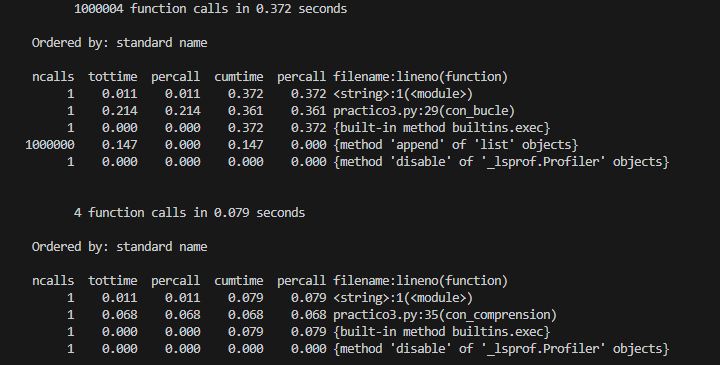 1000004 function calls in 0.372 seconds
Ordered by: standard name
ncalls tottime percall cumtime percall filename:lineno(function)
1 0.011 0.011 0.372 0.372 <string>:1(<module>)
1 0.214 0.214 0.361 0.361 practico3.py:29(con_bucle)
1 0.000 0.000 0.372 0.372 {built-in method builtins.exec}
1000000 0.147 0.000 0.147 0.000 {method 'append' of 'list' objects}
1 0.000 0.000 0.000 0.000 {method 'disable' of '_lsprof.Profiler' objects}
4 function calls in 0.079 seconds
Ordered by: standard name
ncalls tottime percall cumtime percall filename:lineno(function)
1 0.011 0.011 0.079 0.079 <string>:1(<module>)
1 0.068 0.068 0.068 0.068 practico3.py:35(con_comprension)
1 0.000 0.000 0.079 0.079 {built-in method builtins.exec}
1 0.000 0.000 0.000 0.000 {method 'disable' of '_lsprof.Profiler' objects}